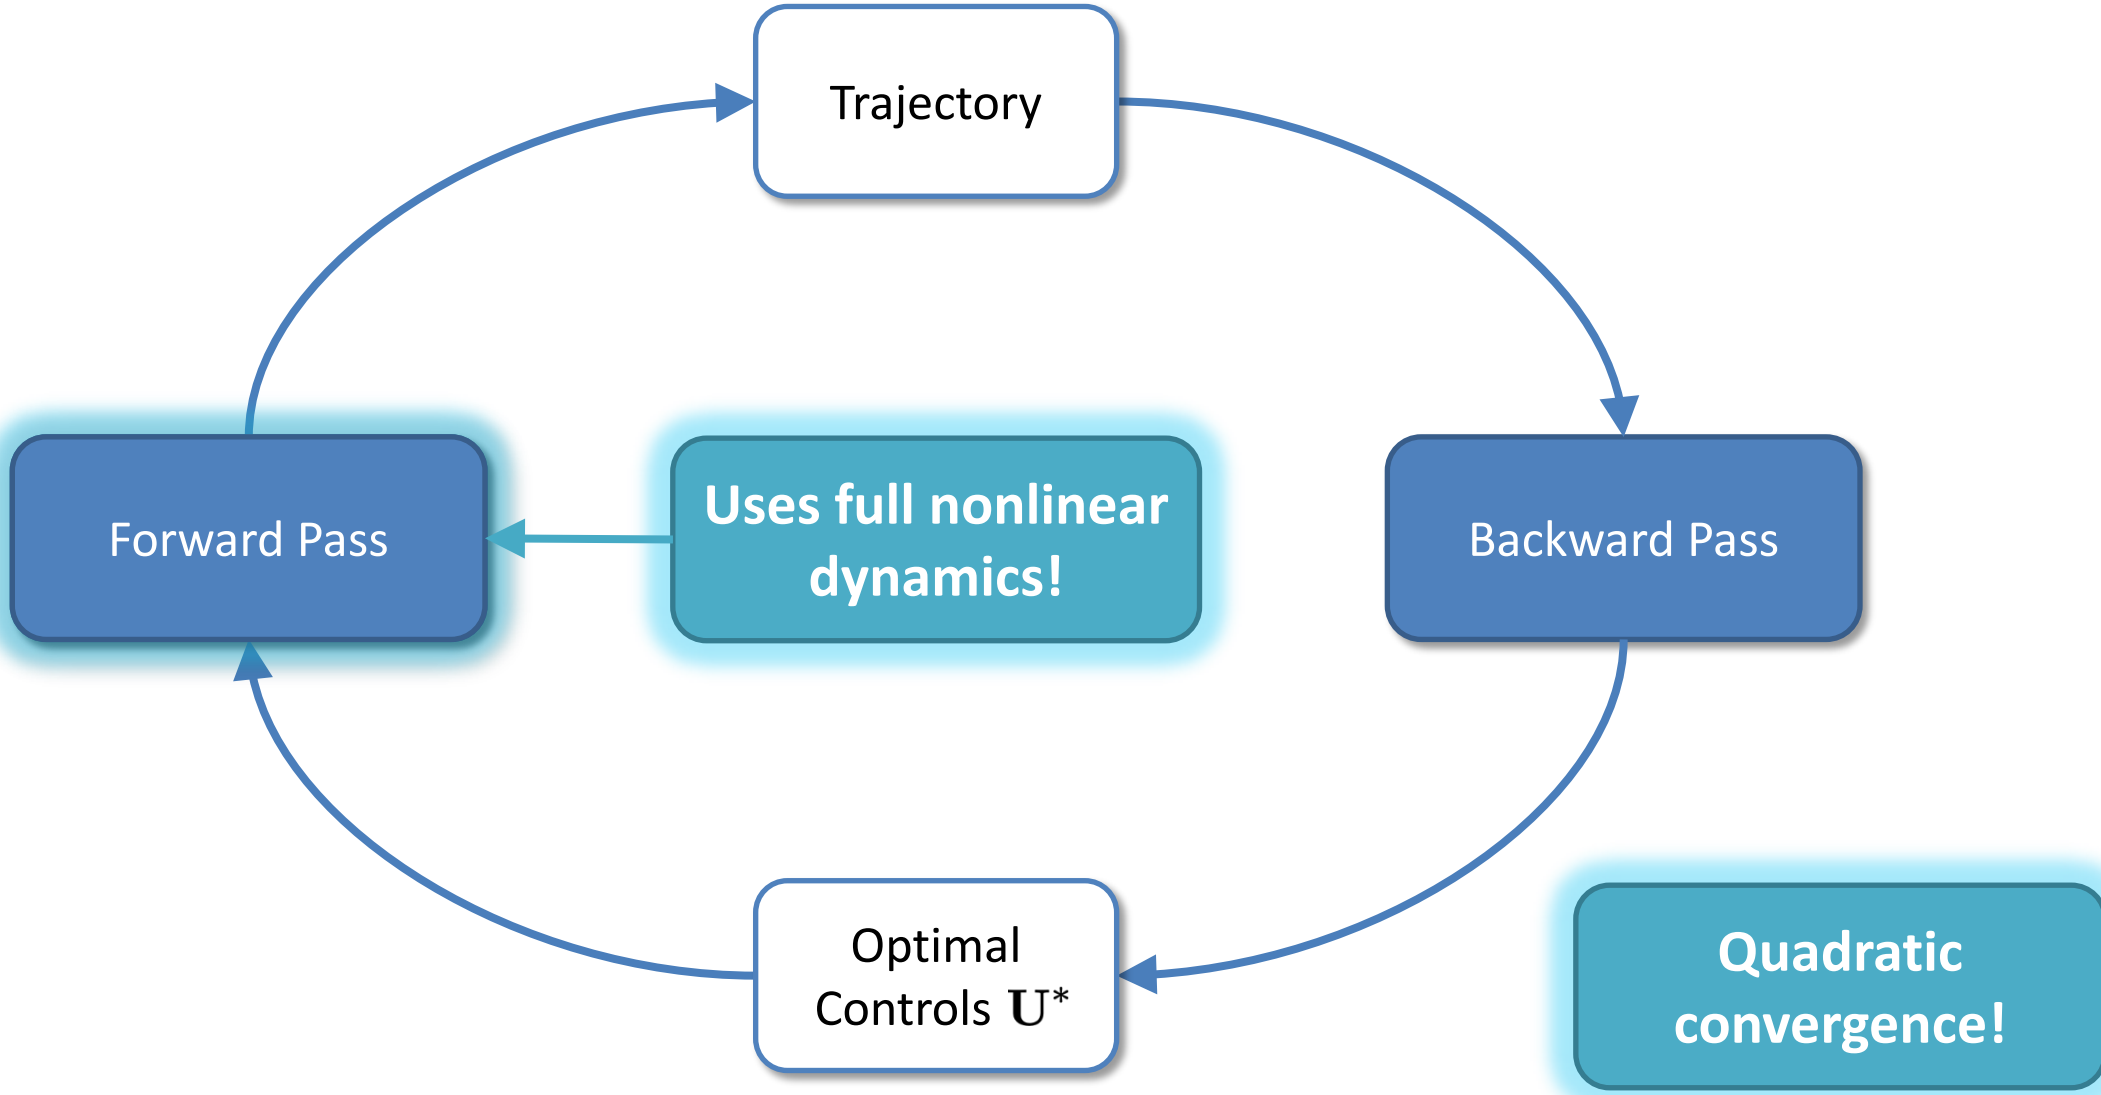 Trajectory
Forward Pass
Uses full nonlinear
dynamics!
Backward Pass
Optimal
Controls U*
Quadratic
convergence!